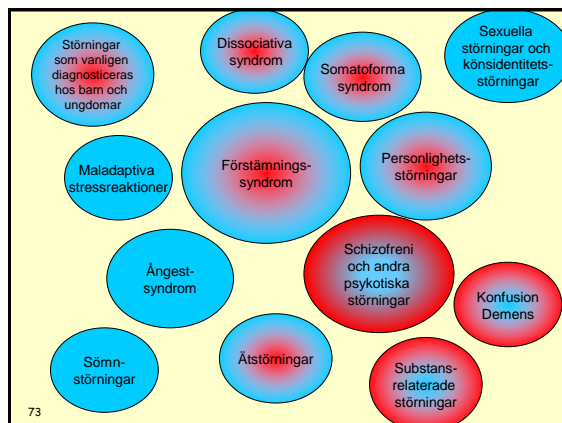 Störningar
som vanligen
diagnosticeras
hos barn och
ungdomar
Dissociativa
syndrom
Somatoforma
syndrom
Sexuella
störningar och
könsidentitets-
störningar
Maladaptiva
stressreaktioner
Förstämnings-
syndrom
Personlighets-
störningar
Ångest-
syndrom
Schizofreni
och andra
psykotiska
störningar
Konfusion
Demens
Sömn-
störningar
Ätstörningar
Substans-
relaterade
störningar
73